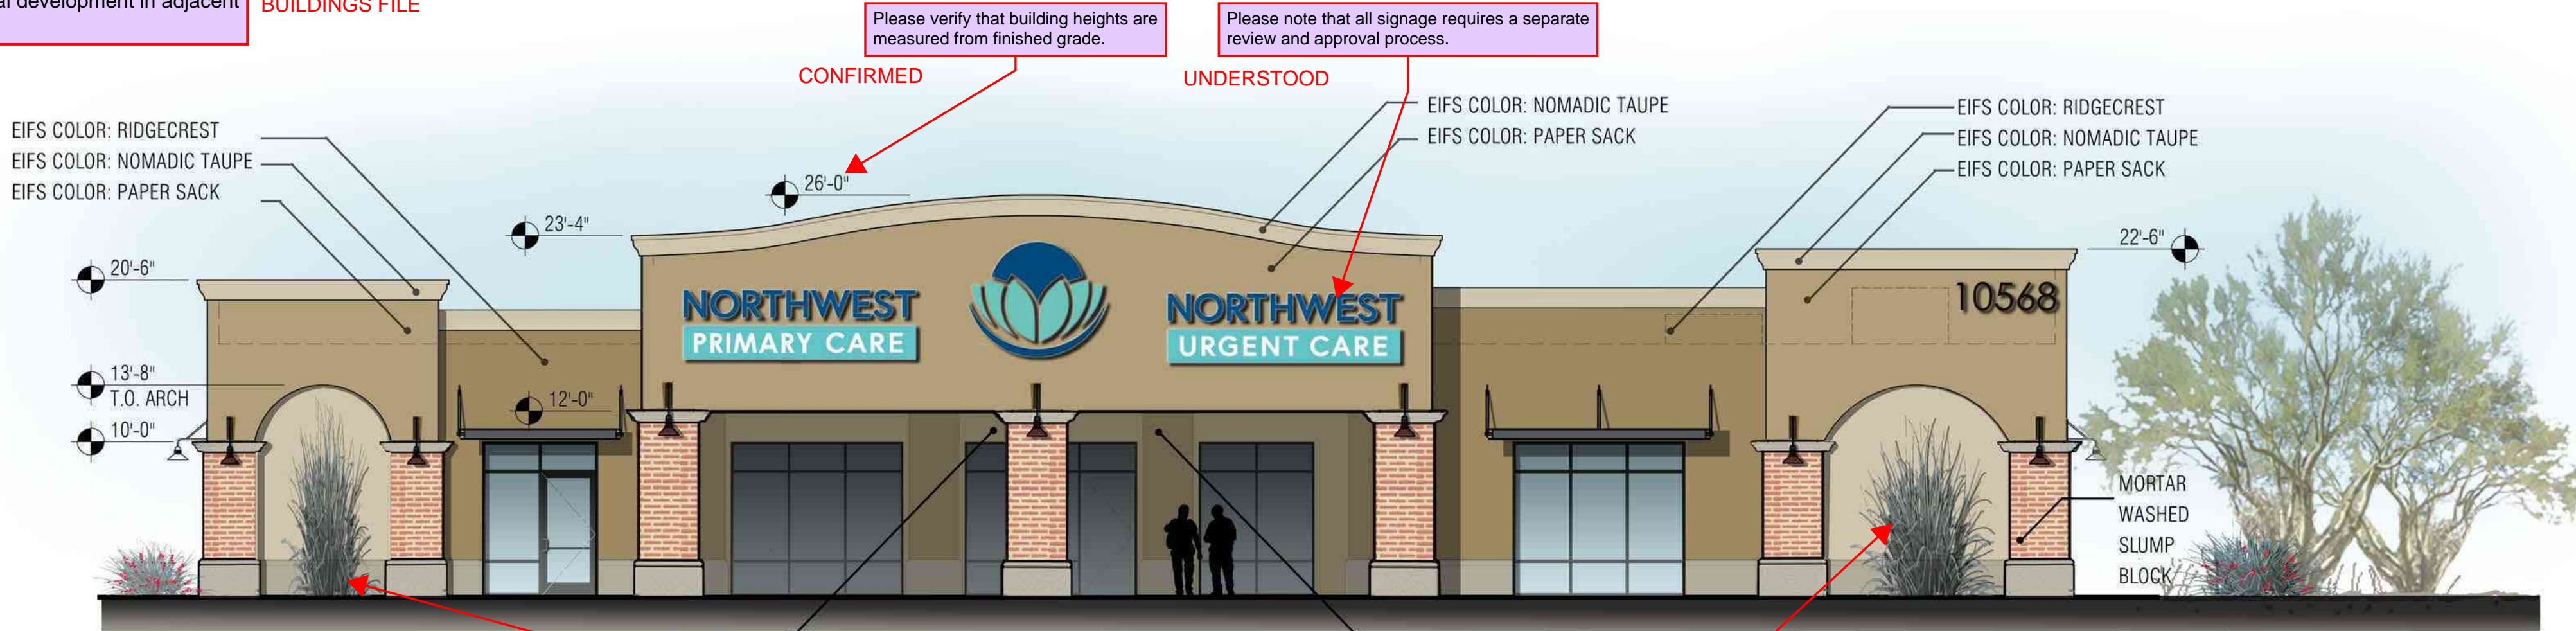 al development in adjacent
BUILDINGS FILE
Please verify that building heights are
measured from finished grade.
Please note that all signage requires a separate
review and approval process.
CONFIRMED
UNDERSTOOD
EIFS COLOR: RIDGECREST
EIFS COLOR: NOMADIC TAUPE
EIFS COLOR: PAPER SACK
EIFS COLOR: NOMADIC TAUPE
EIFS COLOR: PAPER SACK
EIFS COLOR: RIDGECREST
EIFS COLOR: NOMADIC TAUPE
EIFS COLOR: PAPER SACK
26'-0"
23'-4"
22'-6"
20'-6"
13'-8"
T.O. ARCH
12'-0"
10'-0"
NORTHWEST
PRIMARY CARE
NORTHWEST
URGENT CARE
10568
MORTAR
WASHED
SLUMP
BLOCK